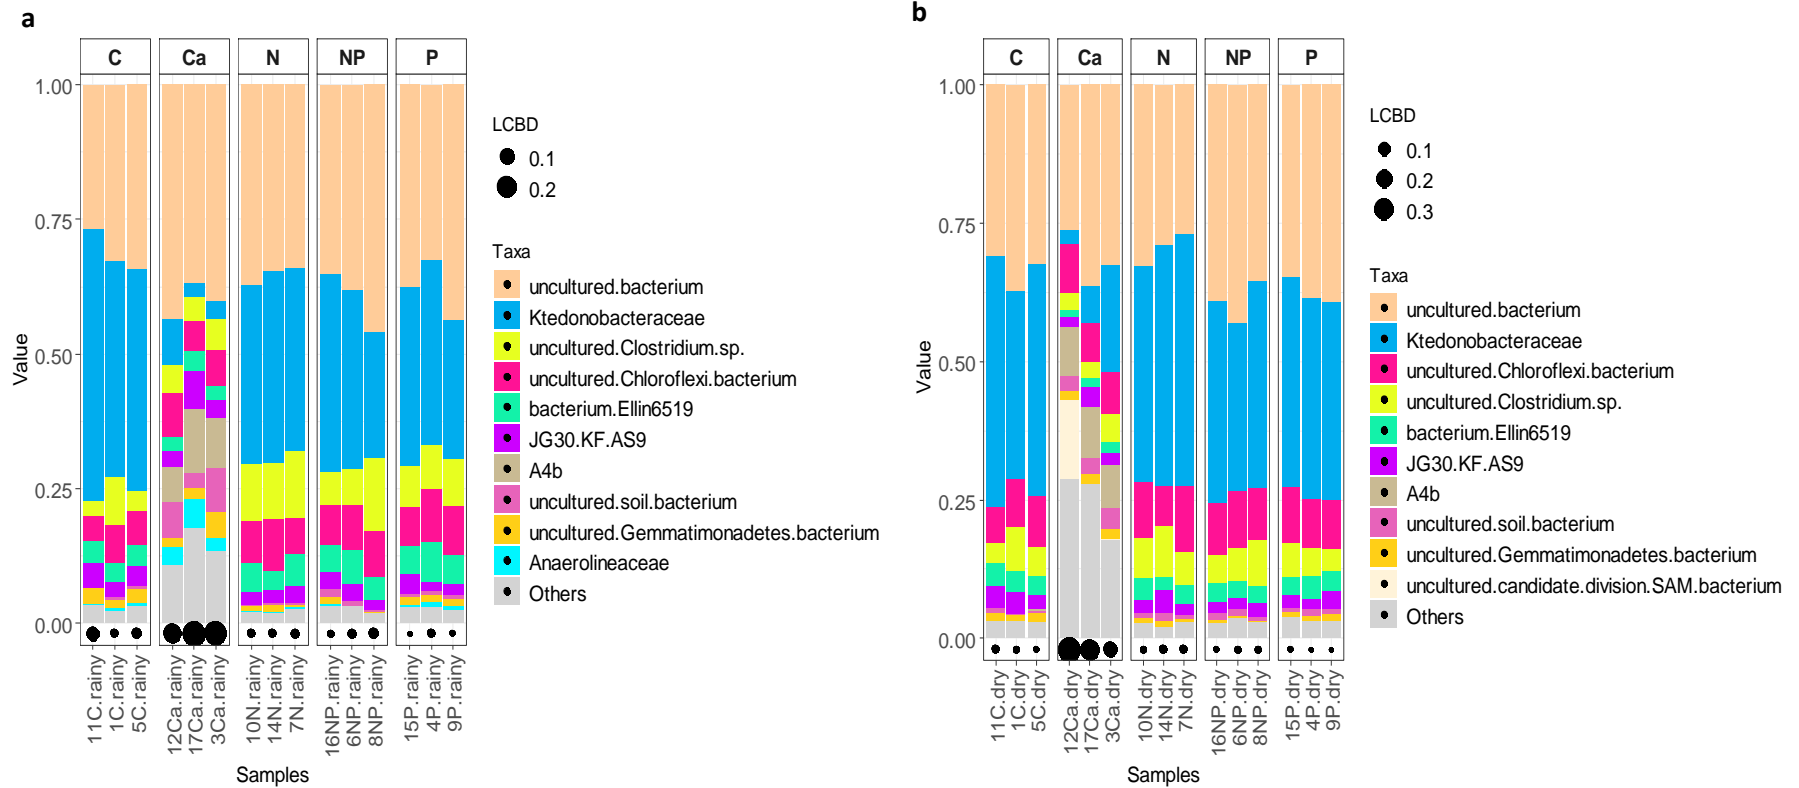 a
C Ca N NP P
1.00
0.75
0.50
0.25
0.00
Value
11C.rainy
1C.rainy
5C.rainy
12Ca.rainy
17Ca.rainy
3Ca.rainy
10N.rainy
14N.rainy
7N.rainy
16NP.rainy
6NP.rainy
8NP.rainy
15P.rainy
4P.rainy
9P.rainy
Samples
LCBD
0.1
0.2
Taxa
uncultured.bacterium
Ktedonobacteraceae
uncultured.Clostridium.sp.
uncultured.Chloroflexi.bacterium
bacterium.Ellin6519
JG30.KF.AS9
A4b
uncultured.soil.bacterium
uncultured.Gemmatimonadetes.bacterium
Anaerolineaceae
Others
b
C Ca N NP P
1.00
0.75
0.50
0.25
0.00
Value
11C.dry
1C.dry
5C.dry
12Ca.dry
17Ca.dry
3Ca.dry
10N.dry
14N.dry
7N.dry
16NP.dry
6NP.dry
8NP.dry
15P.dry
4P.dry
9P.dry
Samples
LCBD
0.1
0.2
0.3
Taxa
uncultured.bacterium
Ktedonobacteraceae
uncultured.Chloroflexi.bacterium
uncultured.Clostridium.sp.
bacterium.Ellin6519
JG30.KF.AS9
A4b
uncultured.soil.bacterium
uncultured.Gemmatimonadetes.bacterium
uncultured.candidate.division.SAM.bacterium
Others